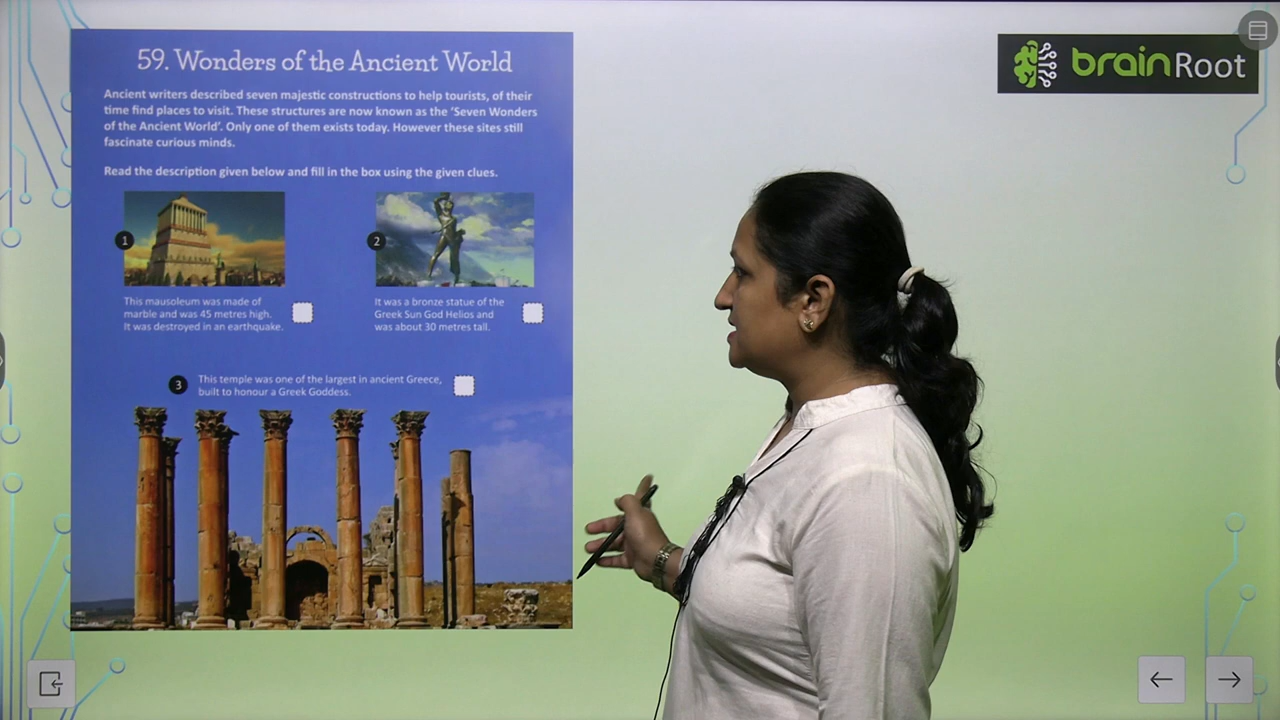 59. Wonders of the Ancient World
Ancient writers described seven majestic constructions to help tourists, of their
time find places to visit. These structures are now known as the 'Seven Wonders
of the Ancient World'. Only one of them exists today. However these sites still
fascinate curious minds.
Read the description given below and fill in the box using the given clues.
1
This mausoleum was made of
marble and was 45 metres high.
It was destroyed in an earthquake.
2
It was a bronze statue of the
Greek Sun God Helios and
was about 30 metres tall.
3
This temple was one of the largest in ancient Greece,
built to honour a Greek Goddess.
brainRoot